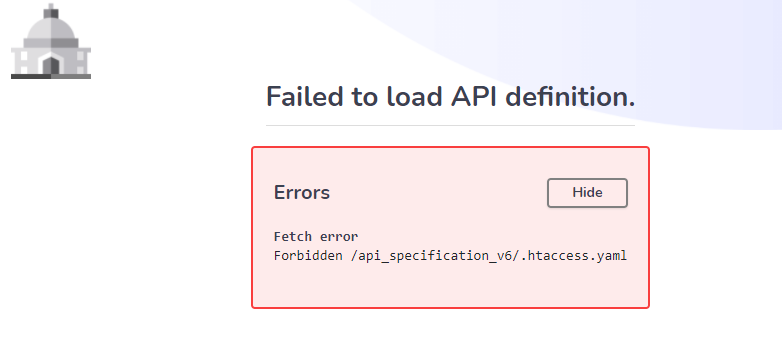 Failed to load API definition.
Errors
Hide
Fetch error
Forbidden /api_specification_v6/.htaccess.yaml